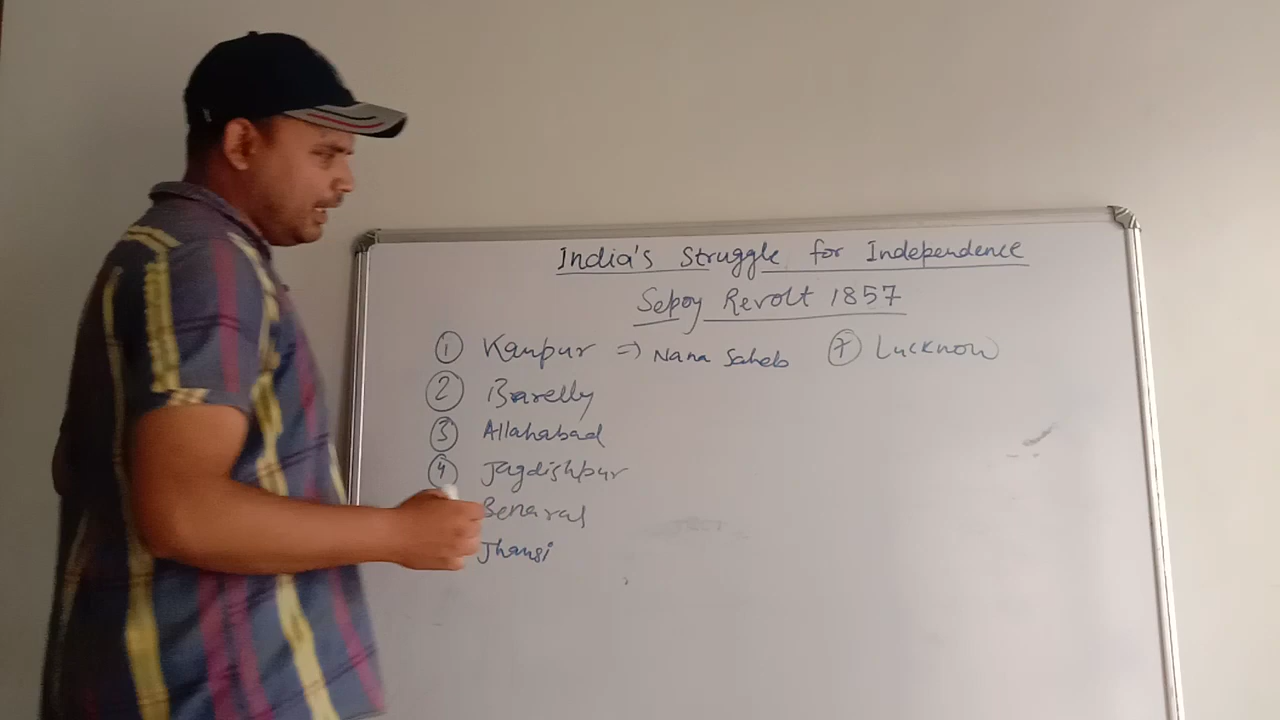 India's Struggle for Independence
Sepoy Revolt 1857
1 Kanpur => Nana Saheb
2 Barelly
3 Allahabad
4 Jagdishpur
Benaras
Jhansi
7 Lucknow